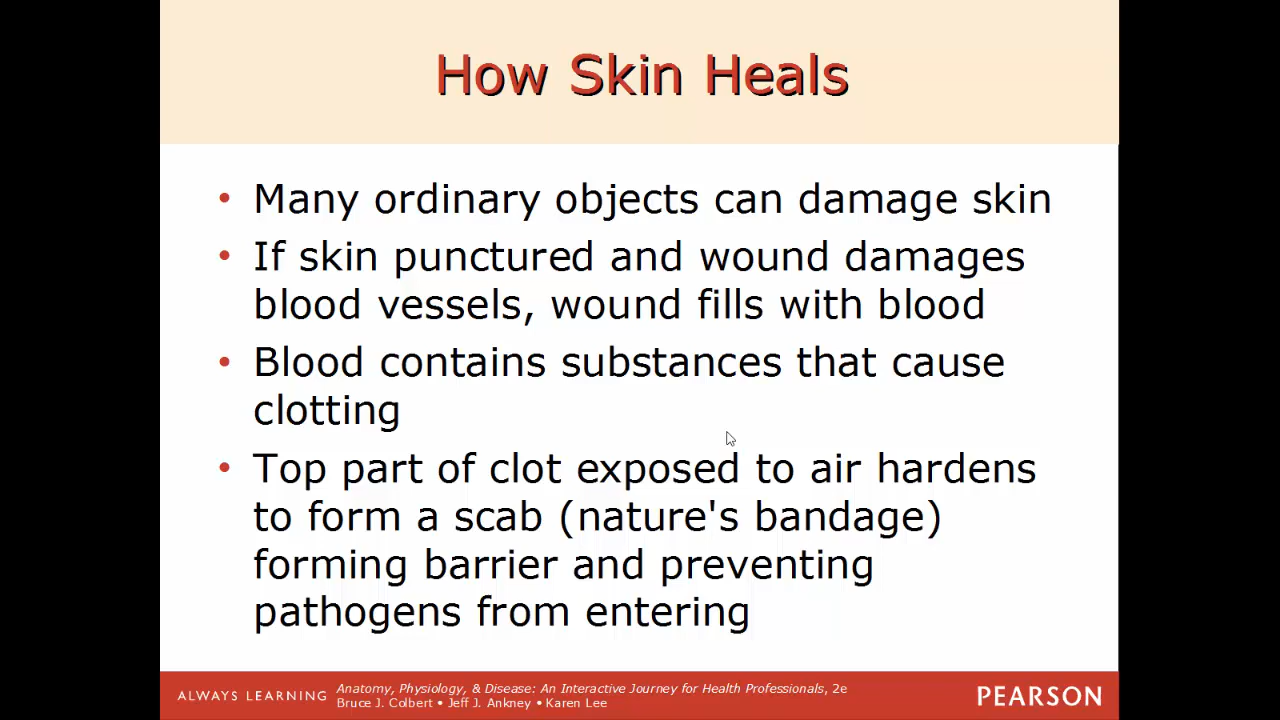 How Skin Heals
• Many ordinary objects can damage skin
• If skin punctured and wound damages
blood vessels, wound fills with blood
• Blood contains substances that cause
clotting
• Top part of clot exposed to air hardens
to form a scab (nature's bandage)
forming barrier and preventing
pathogens from entering
ALWAYS LEARNING
Anatomy, Physiology, & Disease: An Interactive Journey for Health Professionals, 2e
Bruce J. Colbert • Jeff J. Ankney • Karen Lee
PEARSON